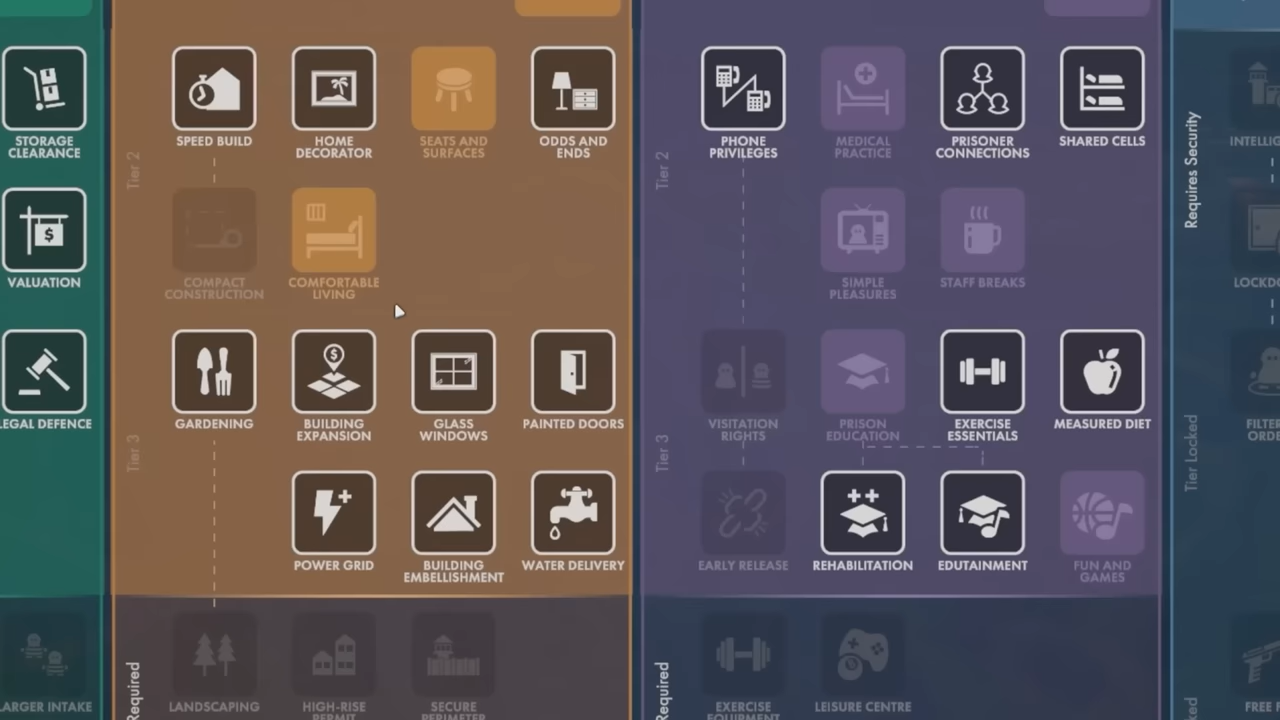 STORAGE
CLEARANCE
SPEED BUILD
HOME
DECORATOR
SEATS AND
SURFACES
ODDS AND
ENDS
PHONE
PRIVILEGES
MEDICAL
PRACTICE
PRISONER
CONNECTIONS
SHARED CELLS
Tier 2
Tier 2
Requires Security
VALUATION
COMPACT
CONSTRUCTION
COMFORTABLE
LIVING
SIMPLE
PLEASURES
STAFF BREAKS
LEGAL DEFENCE
GARDENING
BUILDING
EXPANSION
GLASS
WINDOWS
PAINTED DOORS
VISITATION
RIGHTS
PRISON
EDUCATION
EXERCISE
ESSENTIALS
MEASURED DIET
Tier 3
Tier 3
Tier Locked
POWER GRID
BUILDING
EMBELLISHMENT
WATER DELIVERY
EARLY RELEASE
REHABILITATION
EDUTAINMENT
FUN AND
GAMES
LARGER INTAKE
Required
LANDSCAPING
HIGH-RISE
PERMIT
SECURE
PERIMETER
Required
EXERCISE
EQUIPMENT
LEISURE CENTRE